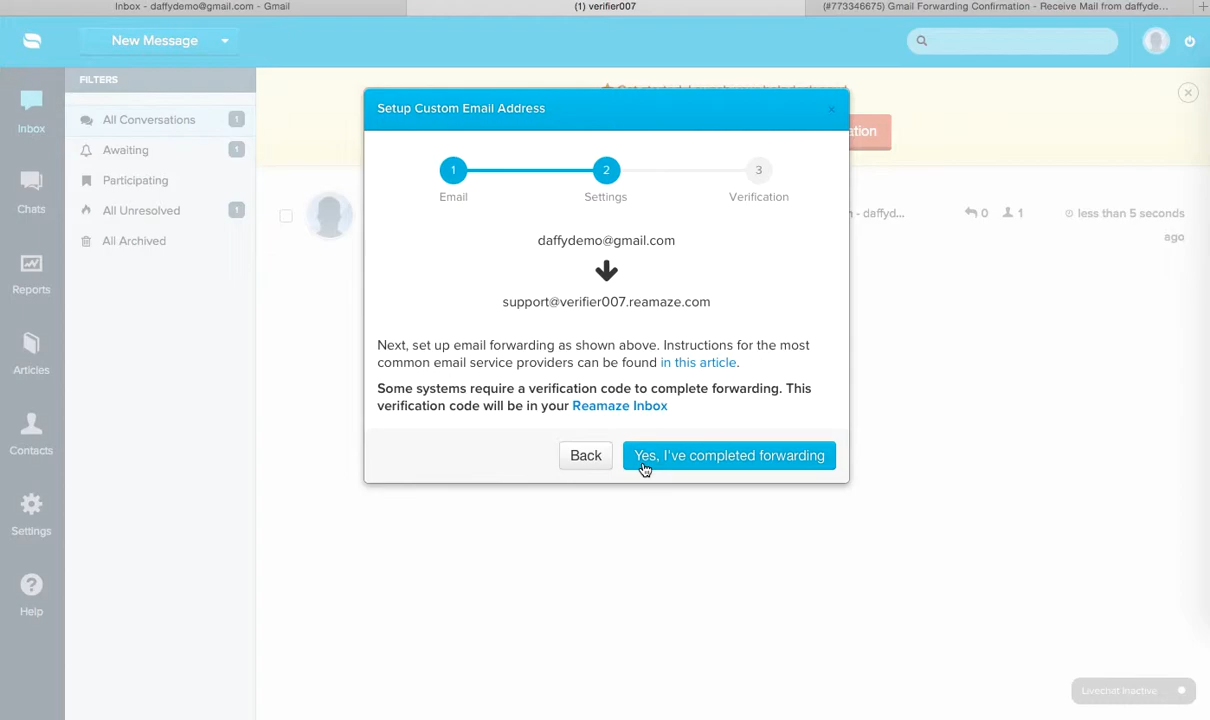 Inbox - daffydemo@gmail.com - Gmail
(1) verifier007
(#773346675) Gmail Forwarding Confirmation - Receive Mail from daffyde...
New Message
FILTERS
Inbox
Chats
Reports
Articles
Contacts
Settings
Help
All Conversations 1
Awaiting 1
Participating
All Unresolved 1
All Archived
Setup Custom Email Address
×
1
2
3
Email
Settings
Verification
daffydemo@gmail.com
support@verifier007.reamaze.com
Next, set up email forwarding as shown above. Instructions for the most
common email service providers can be found in this article.
Some systems require a verification code to complete forwarding. This
verification code will be in your Reamaze Inbox
Back
Yes, I've completed forwarding
- daffyd...
0
1
less than 5 seconds
ago
Livechat Inactive